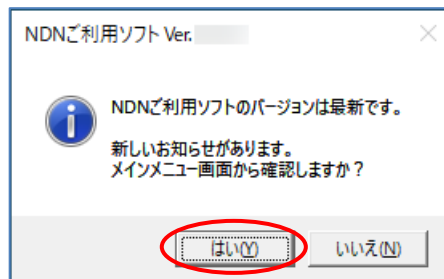 NDNご利用ソフト Ver.
NDNご利用ソフトのバージョンは最新です。
新しいお知らせがあります。
メインメニュー画面から確認しますか？
はい(Y)
いいえ(N)